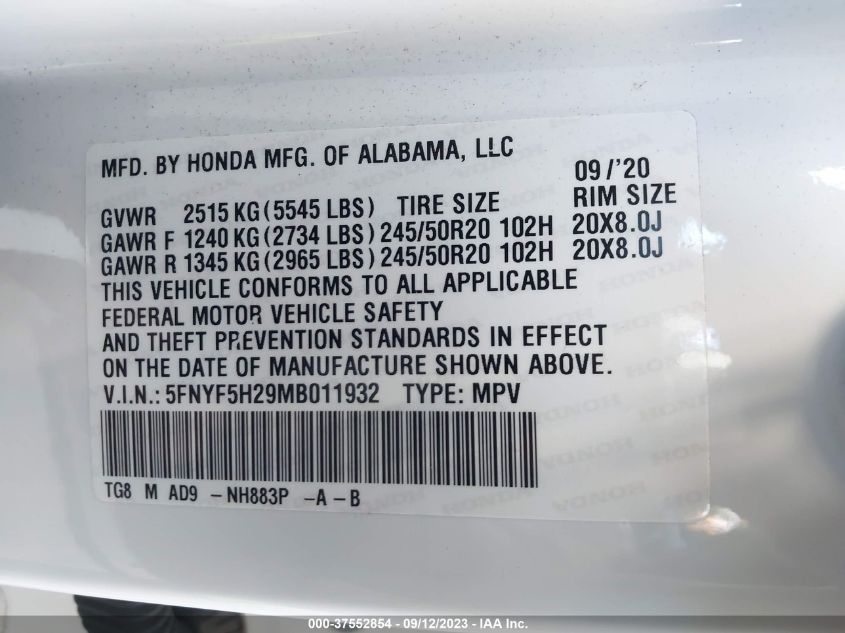 MFD. BY HONDA MFG. OF ALABAMA, LLC
09/'20
GVWR 2515 KG (5545 LBS) TIRE SIZE RIM SIZE
GAWR F 1240 KG (2734 LBS) 245/50R20 102H 20X8.0J
GAWR R 1345 KG (2965 LBS) 245/50R20 102H 20X8.0J
THIS VEHICLE CONFORMS TO ALL APPLICABLE
FEDERAL MOTOR VEHICLE SAFETY
AND THEFT PREVENTION STANDARDS IN EFFECT
ON THE DATE OF MANUFACTURE SHOWN ABOVE.
V.I.N.: 5FNYF5H29MB011932 TYPE: MPV
TG8 M AD9 -NH883P -A -B
000-37552854 - 09/12/2023 - IAA Inc.